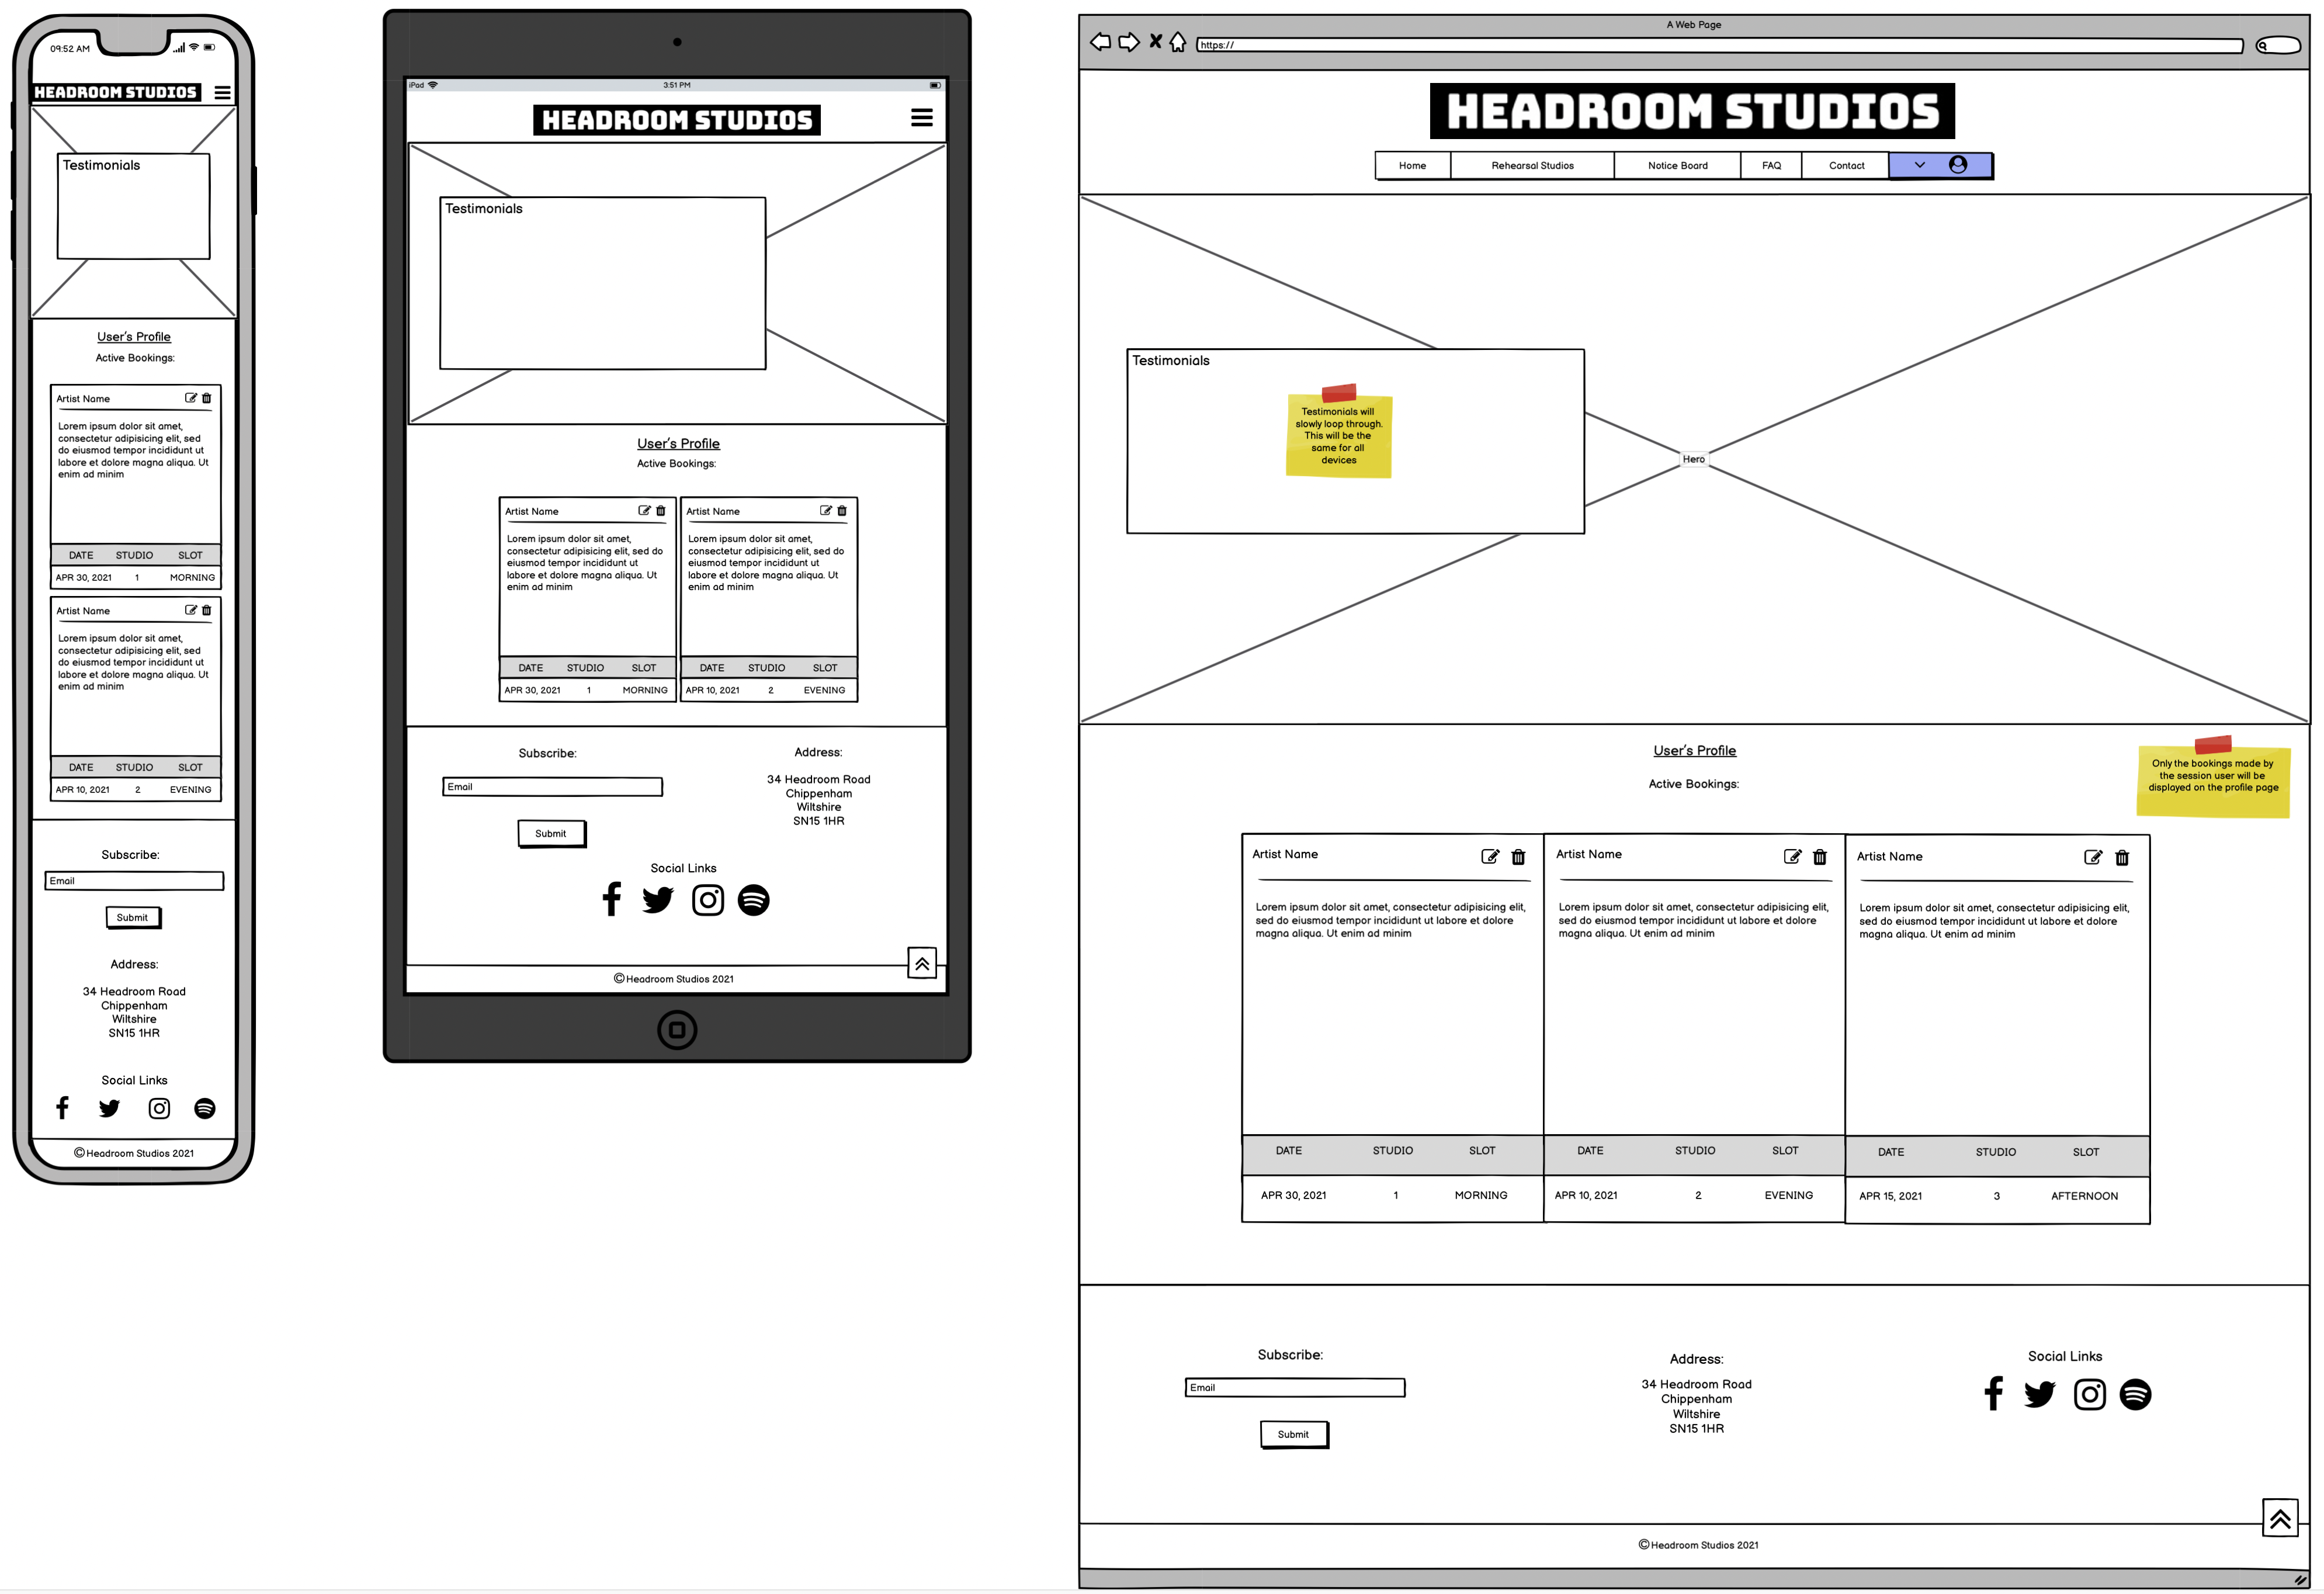 09:52 AM
HEADROOM STUDIOS
Testimonials
User's Profile
Active Bookings:
Artist Name
Lorem ipsum dolor sit amet,
consectetur adipisicing elit, sed
do eiusmod tempor incididunt ut
labore et dolore magna aliqua. Ut
enim ad minim
DATE STUDIO SLOT
APR 30, 2021 1 MORNING
Artist Name
Lorem ipsum dolor sit amet,
consectetur adipisicing elit, sed
do eiusmod tempor incididunt ut
labore et dolore magna aliqua. Ut
enim ad minim
DATE STUDIO SLOT
APR 10, 2021 2 EVENING
Subscribe:
Email
Submit
Address:
34 Headroom Road
Chippenham
Wiltshire
SN15 1HR
Social Links
© Headroom Studios 2021
iPad 3:51 PM
HEADROOM STUDIOS
Testimonials
User's Profile
Active Bookings:
Artist Name
Lorem ipsum dolor sit amet,
consectetur adipisicing elit, sed do
eiusmod tempor incididunt ut
labore et dolore magna aliqua. Ut
enim ad minim
DATE STUDIO SLOT
APR 30, 2021 1 MORNING
Artist Name
Lorem ipsum dolor sit amet,
consectetur adipisicing elit, sed do
eiusmod tempor incididunt ut
labore et dolore magna aliqua. Ut
enim ad minim
DATE STUDIO SLOT
APR 10, 2021 2 EVENING
Subscribe:
Email
Submit
Address:
34 Headroom Road
Chippenham
Wiltshire
SN15 1HR
Social Links
© Headroom Studios 2021
A Web Page
https://
HEADROOM STUDIOS
Home Rehearsal Studios Notice Board FAQ Contact
Testimonials
Testimonials will
slowly loop through.
This will be the
same for all
devices
Hero
User's Profile
Active Bookings:
Only the bookings made by
the session user will be
displayed on the profile page
Artist Name
Lorem ipsum dolor sit amet, consectetur adipisicing elit,
sed do eiusmod tempor incididunt ut labore et dolore
magna aliqua. Ut enim ad minim
DATE STUDIO SLOT
APR 30, 2021 1 MORNING
Artist Name
Lorem ipsum dolor sit amet, consectetur adipisicing elit,
sed do eiusmod tempor incididunt ut labore et dolore
magna aliqua. Ut enim ad minim
DATE STUDIO SLOT
APR 10, 2021 2 EVENING
Artist Name
Lorem ipsum dolor sit amet, consectetur adipisicing elit,
sed do eiusmod tempor incididunt ut labore et dolore
magna aliqua. Ut enim ad minim
DATE STUDIO SLOT
APR 15, 2021 3 AFTERNOON
Subscribe:
Email
Submit
Address:
34 Headroom Road
Chippenham
Wiltshire
SN15 1HR
Social Links
© Headroom Studios 2021